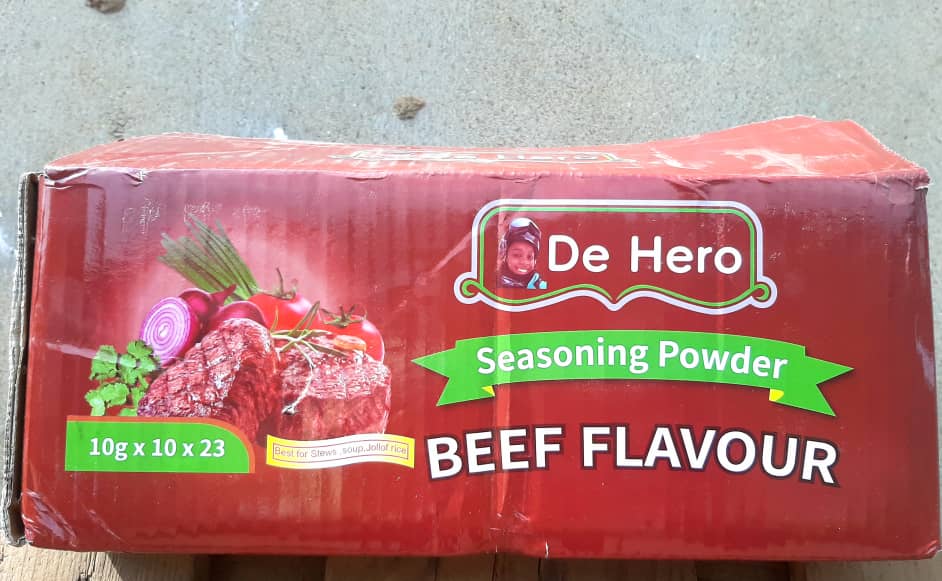 De Hero
Seasoning Powder
BEEF FLAVOUR
10g x 10 x 23
Best for Stews ,soup,Jollof rice